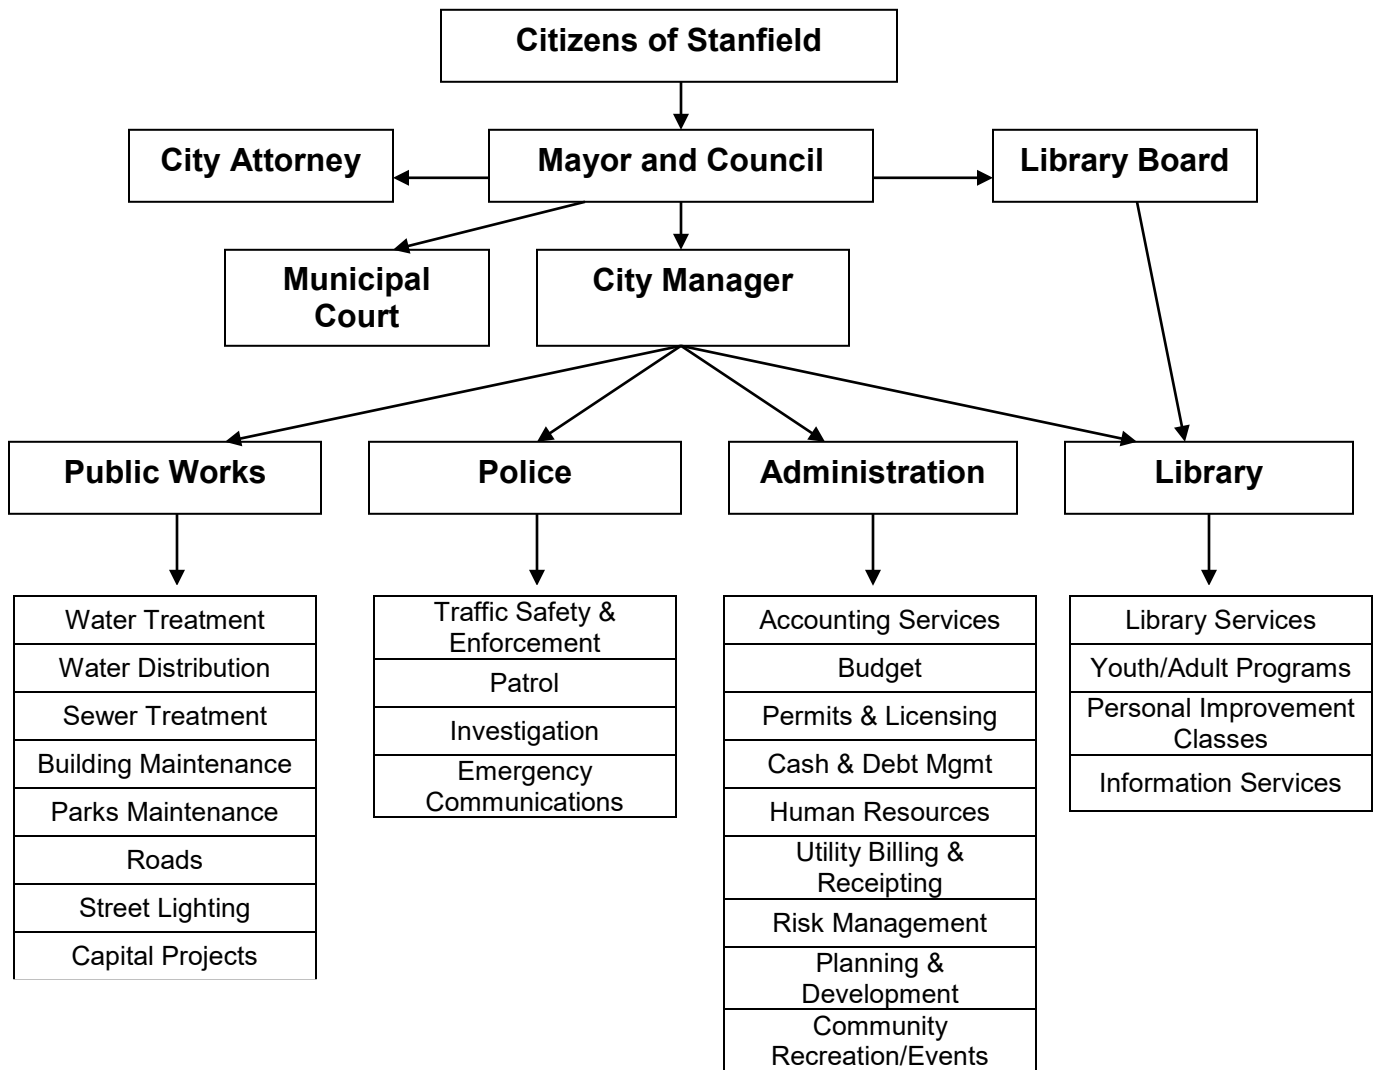 Citizens of Stanfield
City Attorney
Mayor and Council
Library Board
Municipal
Court
City Manager
Public Works
Police
Administration
Library
Water Treatment
Water Distribution
Sewer Treatment
Building Maintenance
Parks Maintenance
Roads
Street Lighting
Capital Projects
Traffic Safety &
Enforcement
Patrol
Investigation
Emergency
Communications
Accounting Services
Budget
Permits & Licensing
Cash & Debt Mgmt
Human Resources
Utility Billing &
Receipting
Risk Management
Planning &
Development
Community
Recreation/Events
Library Services
Youth/Adult Programs
Personal Improvement
Classes
Information Services